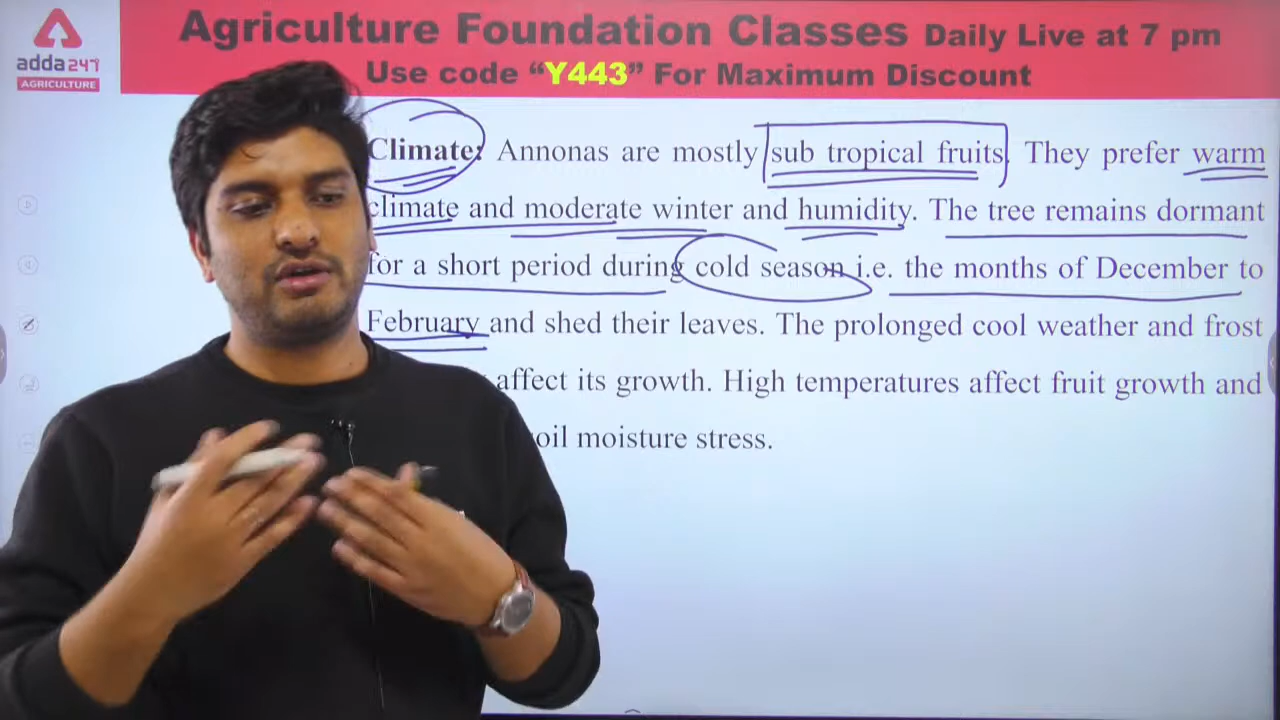 Agriculture Foundation Classes Daily Live at 7 pm
Use code “Y443” For Maximum Discount
adda247
AGRICULTURE
Climate: Annonas are mostly sub tropical fruits. They prefer warm
climate and moderate winter and humidity. The tree remains dormant
for a short period during cold season i.e. the months of December to
February and shed their leaves. The prolonged cool weather and frost
affect its growth. High temperatures affect fruit growth and
moisture stress.